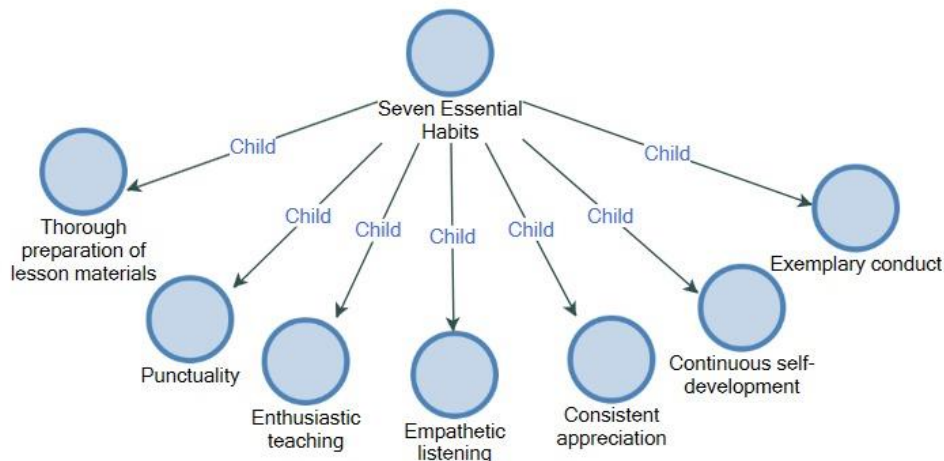 Seven Essential
Habits
Child
Child
Child
Child
Child
Child
Child
Thorough
preparation of
lesson materials
Punctuality
Enthusiastic
teaching
Empathetic
listening
Consistent
appreciation
Continuous self-
development
Exemplary conduct